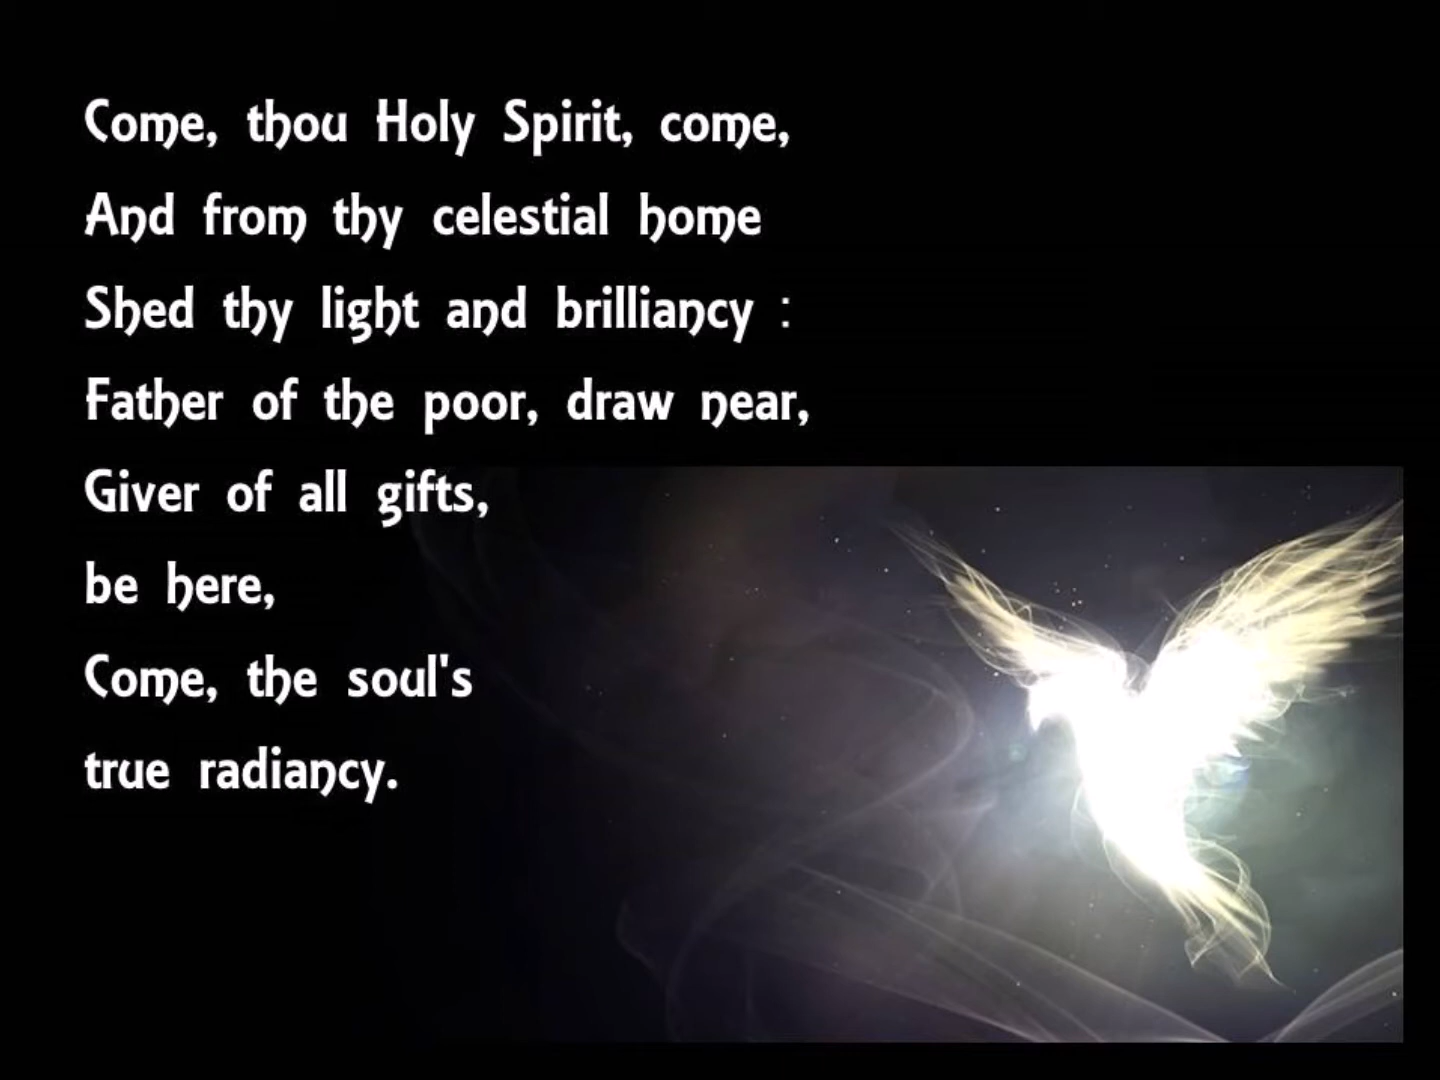 Come, thou Holy Spirit, come,
And from thy celestial home
Shed thy light and brilliancy :
Father of the poor, draw near,
Giver of all gifts,
be here,
Come, the soul's
true radiancy.